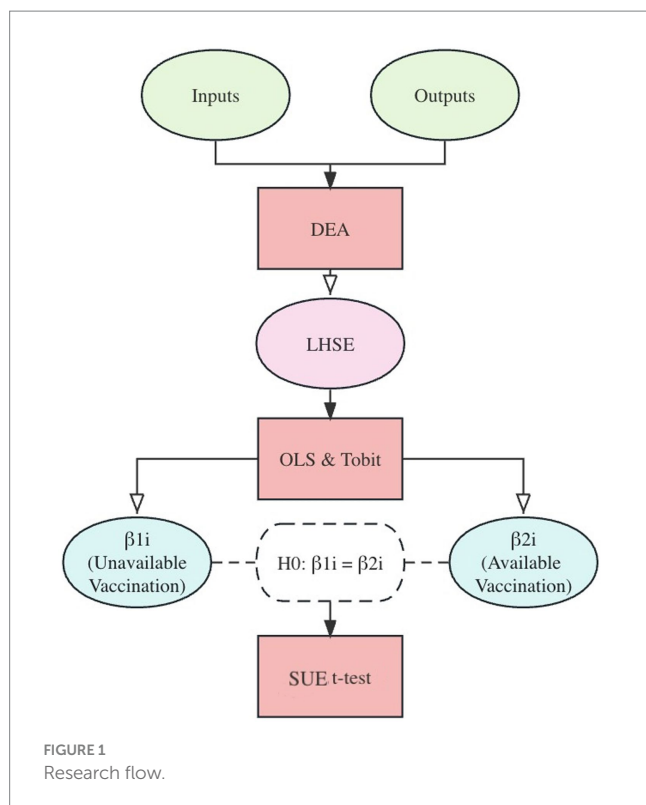 Inputs
Outputs
DEA
LHSE
OLS & Tobit
β1i
(Unavailable
Vaccination)
H0: β1i = β2i
β2i
(Available
Vaccination)
SUE t-test
FIGURE 1
Research flow.